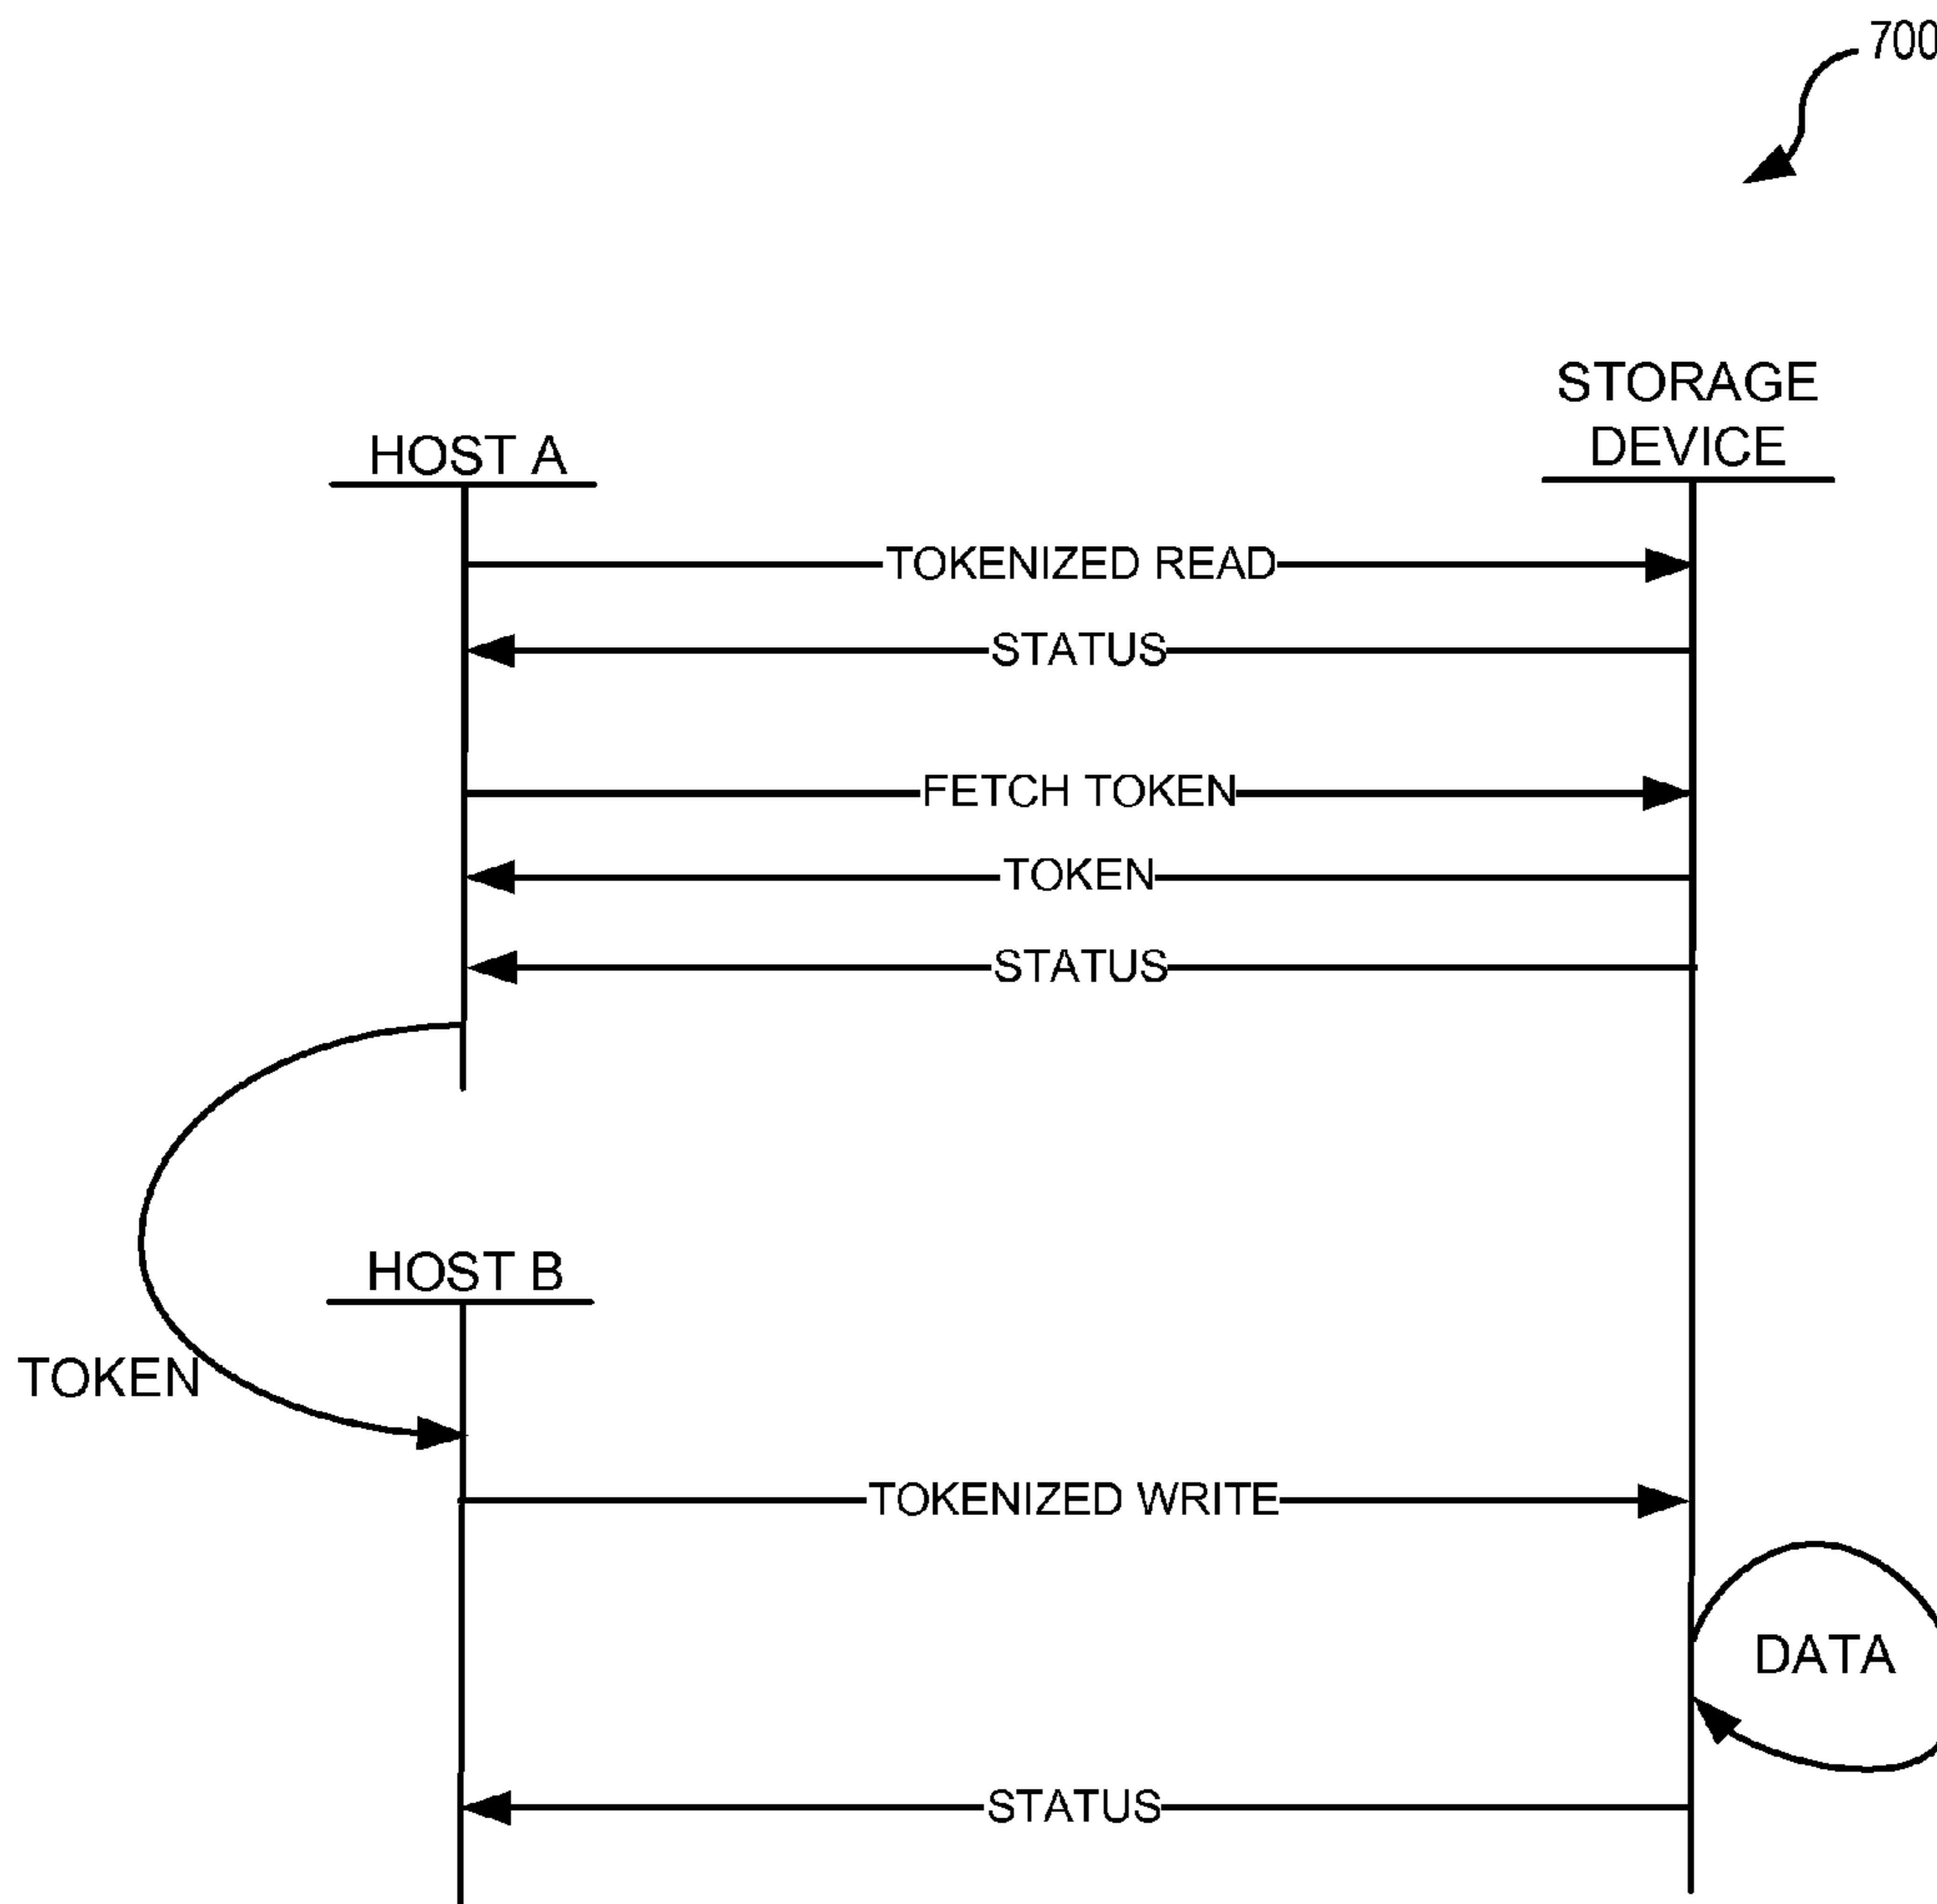 700
STORAGE
DEVICE
HOST A
TOKENIZED READ
STATUS
FETCH TOKEN
TOKEN
STATUS
HOST B
TOKEN
TOKENIZED WRITE
DATA
STATUS